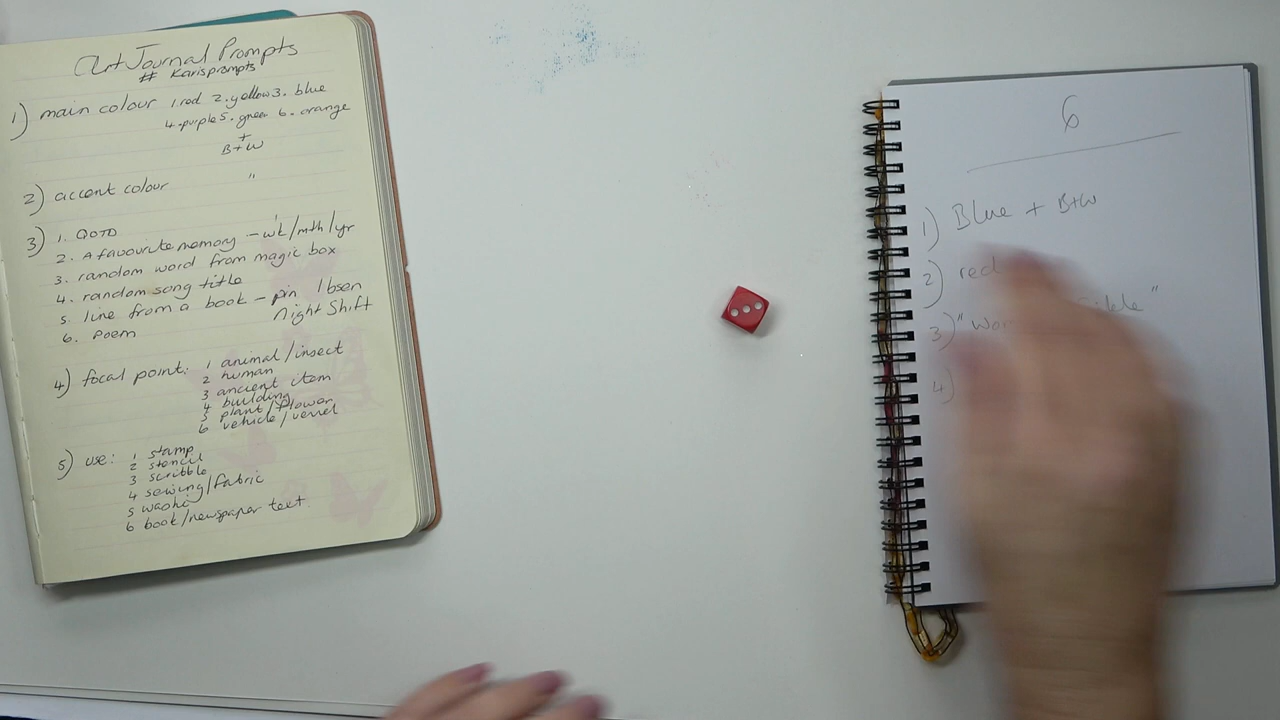 Art Journal Prompts
# Karisprompts
1) main colour 1 red 2. yellow 3. blue
4. purple 5. green 6. orange
+
B+W
2) accent colour "
3) 1. QOTD
2. A favourite memory - wk/mth/yr
3. random word from magic box
4. random song title
5. line from a book - pin Ibsen
Night Shift
6. Poem
4) focal point: 1 animal/insect
2 human
3 ancient item
4 building
5 plant/flower
6 vehicle/vessel
5) use: 1 stamp
2 stencil
3 scribble
4 sewing/fabric
5 washi
6 book/newspaper text
6
1) Blue + B+W
2) red
3) "
4)